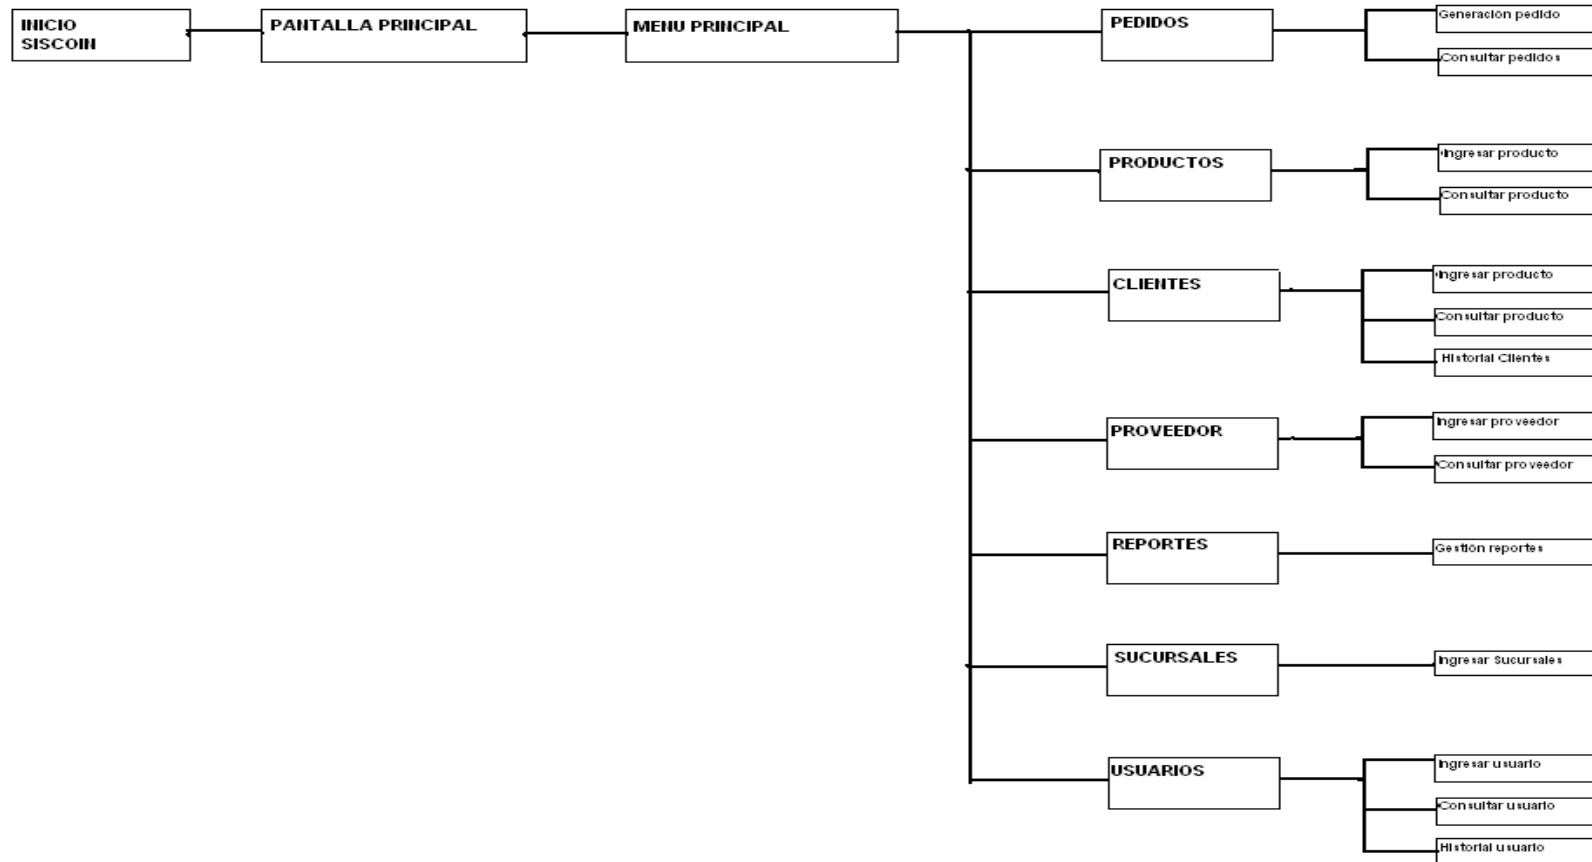 INICIO
SISCOIN
PANTALLA PRINCIPAL
MENU PRINCIPAL
PEDIDOS
Generación pedido
Consultar pedidos
PRODUCTOS
Ingresar producto
Consultar producto
CLIENTES
Ingresar producto
Consultar producto
Historial Clientes
PROVEEDOR
Ingresar proveedor
Consultar proveedor
REPORTES
Gestión reportes
SUCURSALES
Ingresar Sucursales
USUARIOS
Ingresar usuario
Consultar usuario
Historial usuario